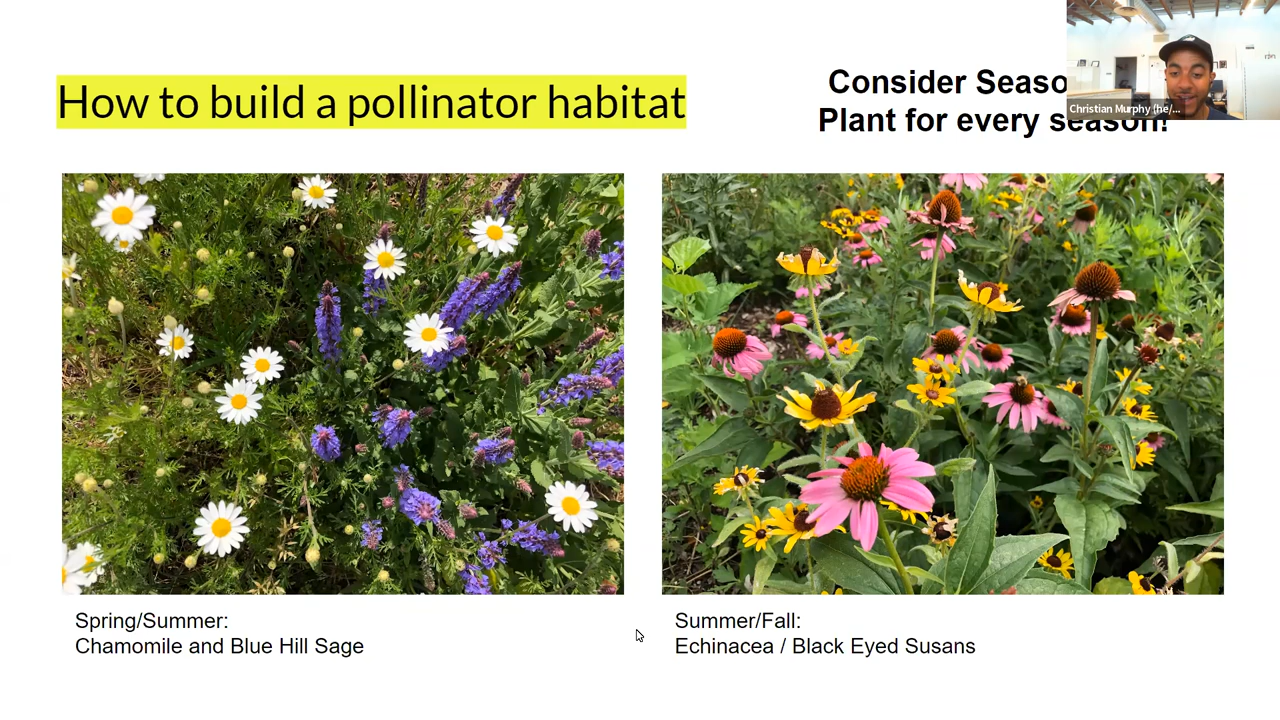 How to build a pollinator habitat
Consider Seaso
Plant for every season!
Christian Murphy (he/...
Spring/Summer:
Chamomile and Blue Hill Sage
Summer/Fall:
Echinacea / Black Eyed Susans